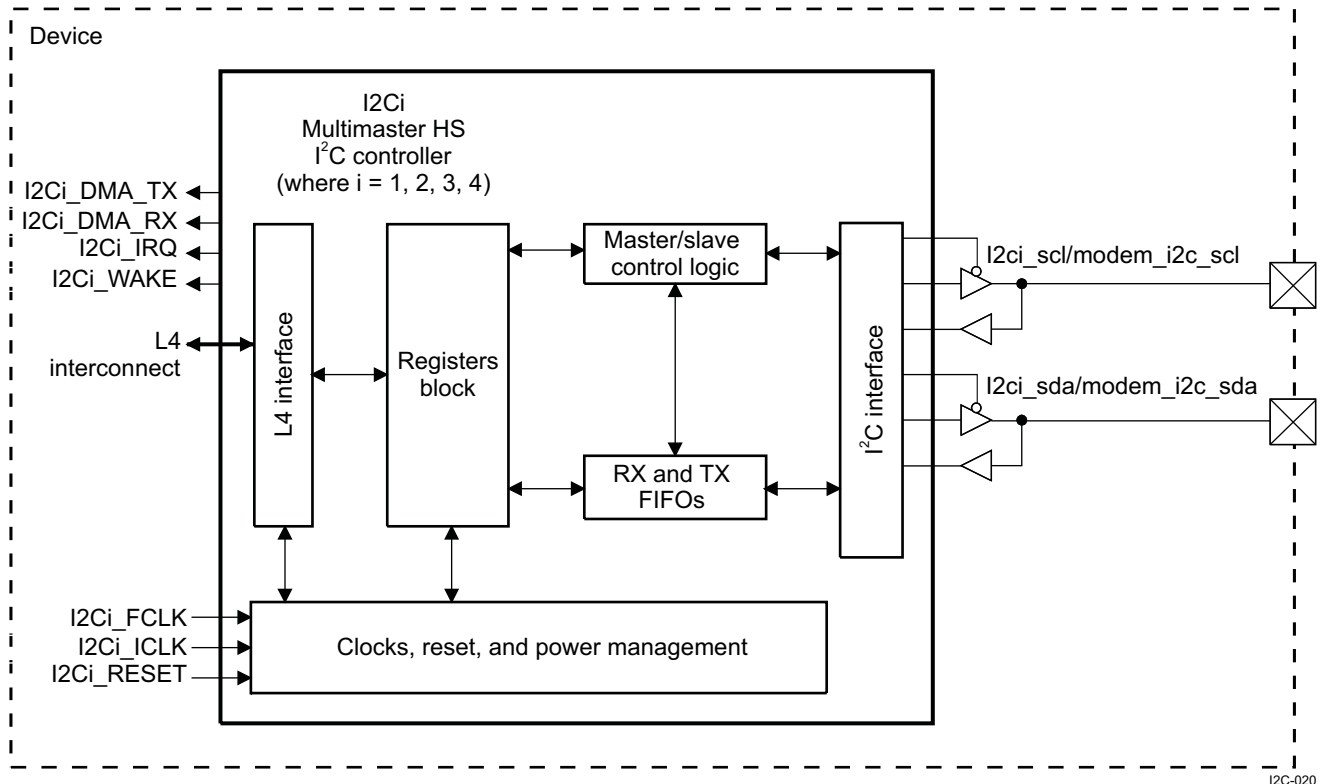 Device
I2Ci
Multimaster HS
I²C controller
(where i = 1, 2, 3, 4)
I2Ci_DMA_TX
I2Ci_DMA_RX
I2Ci_IRQ
I2Ci_WAKE
L4
interconnect
L4 interface
Registers
block
Master/slave
control logic
RX and TX
FIFOs
I²C interface
I2ci_scl/modem_i2c_scl
I2ci_sda/modem_i2c_sda
I2Ci_FCLK
I2Ci_ICLK
I2Ci_RESET
Clocks, reset, and power management
I2C-020